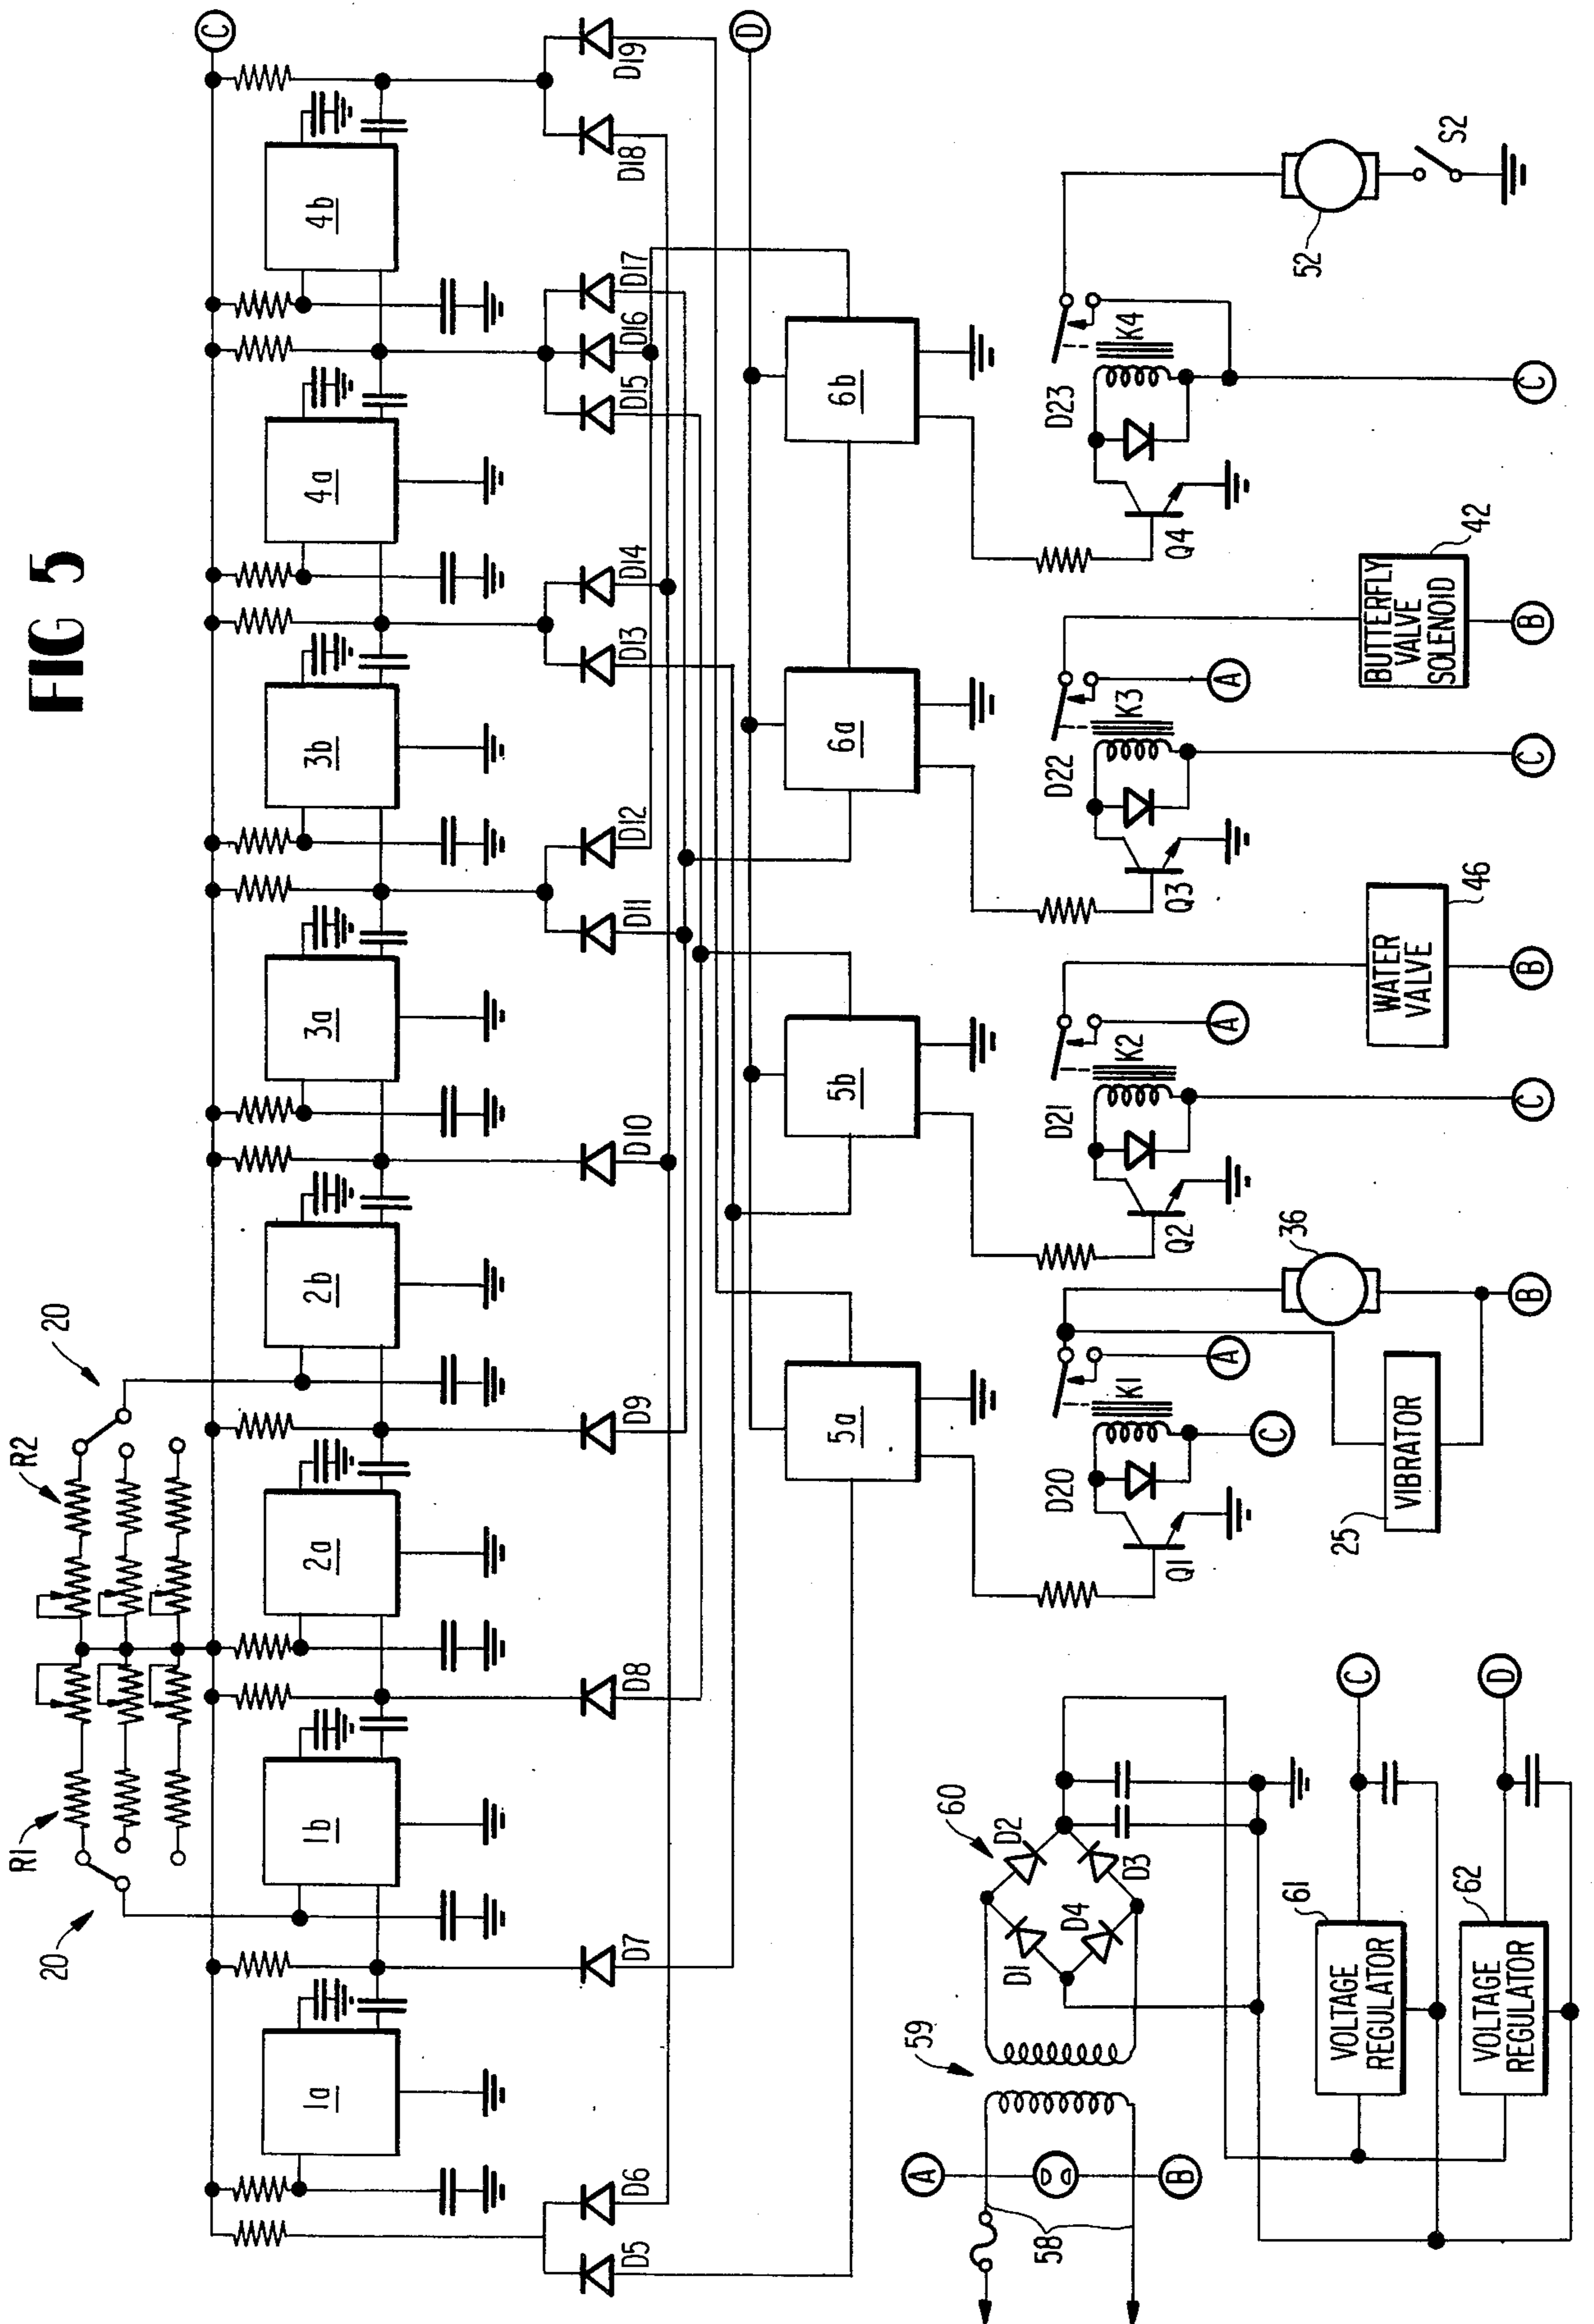 FIG 5
20
R1
R2
20
C
1a
1b
2a
2b
3a
3b
4a
4b
D5
D6
D7
D8
D9
D10
D11
D12
D13
D14
D15
D16
D17
D18
D19
D
5a
5b
6a
6b
59
60
A
B
58
D1
D2
D3
D4
61
VOLTAGE
REGULATOR
C
62
VOLTAGE
REGULATOR
D
Q1
D20
K1
A
C
25
VIBRATOR
36
B
Q2
D21
K2
A
C
WATER
VALVE
46
B
Q3
D22
K3
A
C
BUTTERFLY
VALVE
SOLENOID
42
B
Q4
D23
K4
C
52
S2